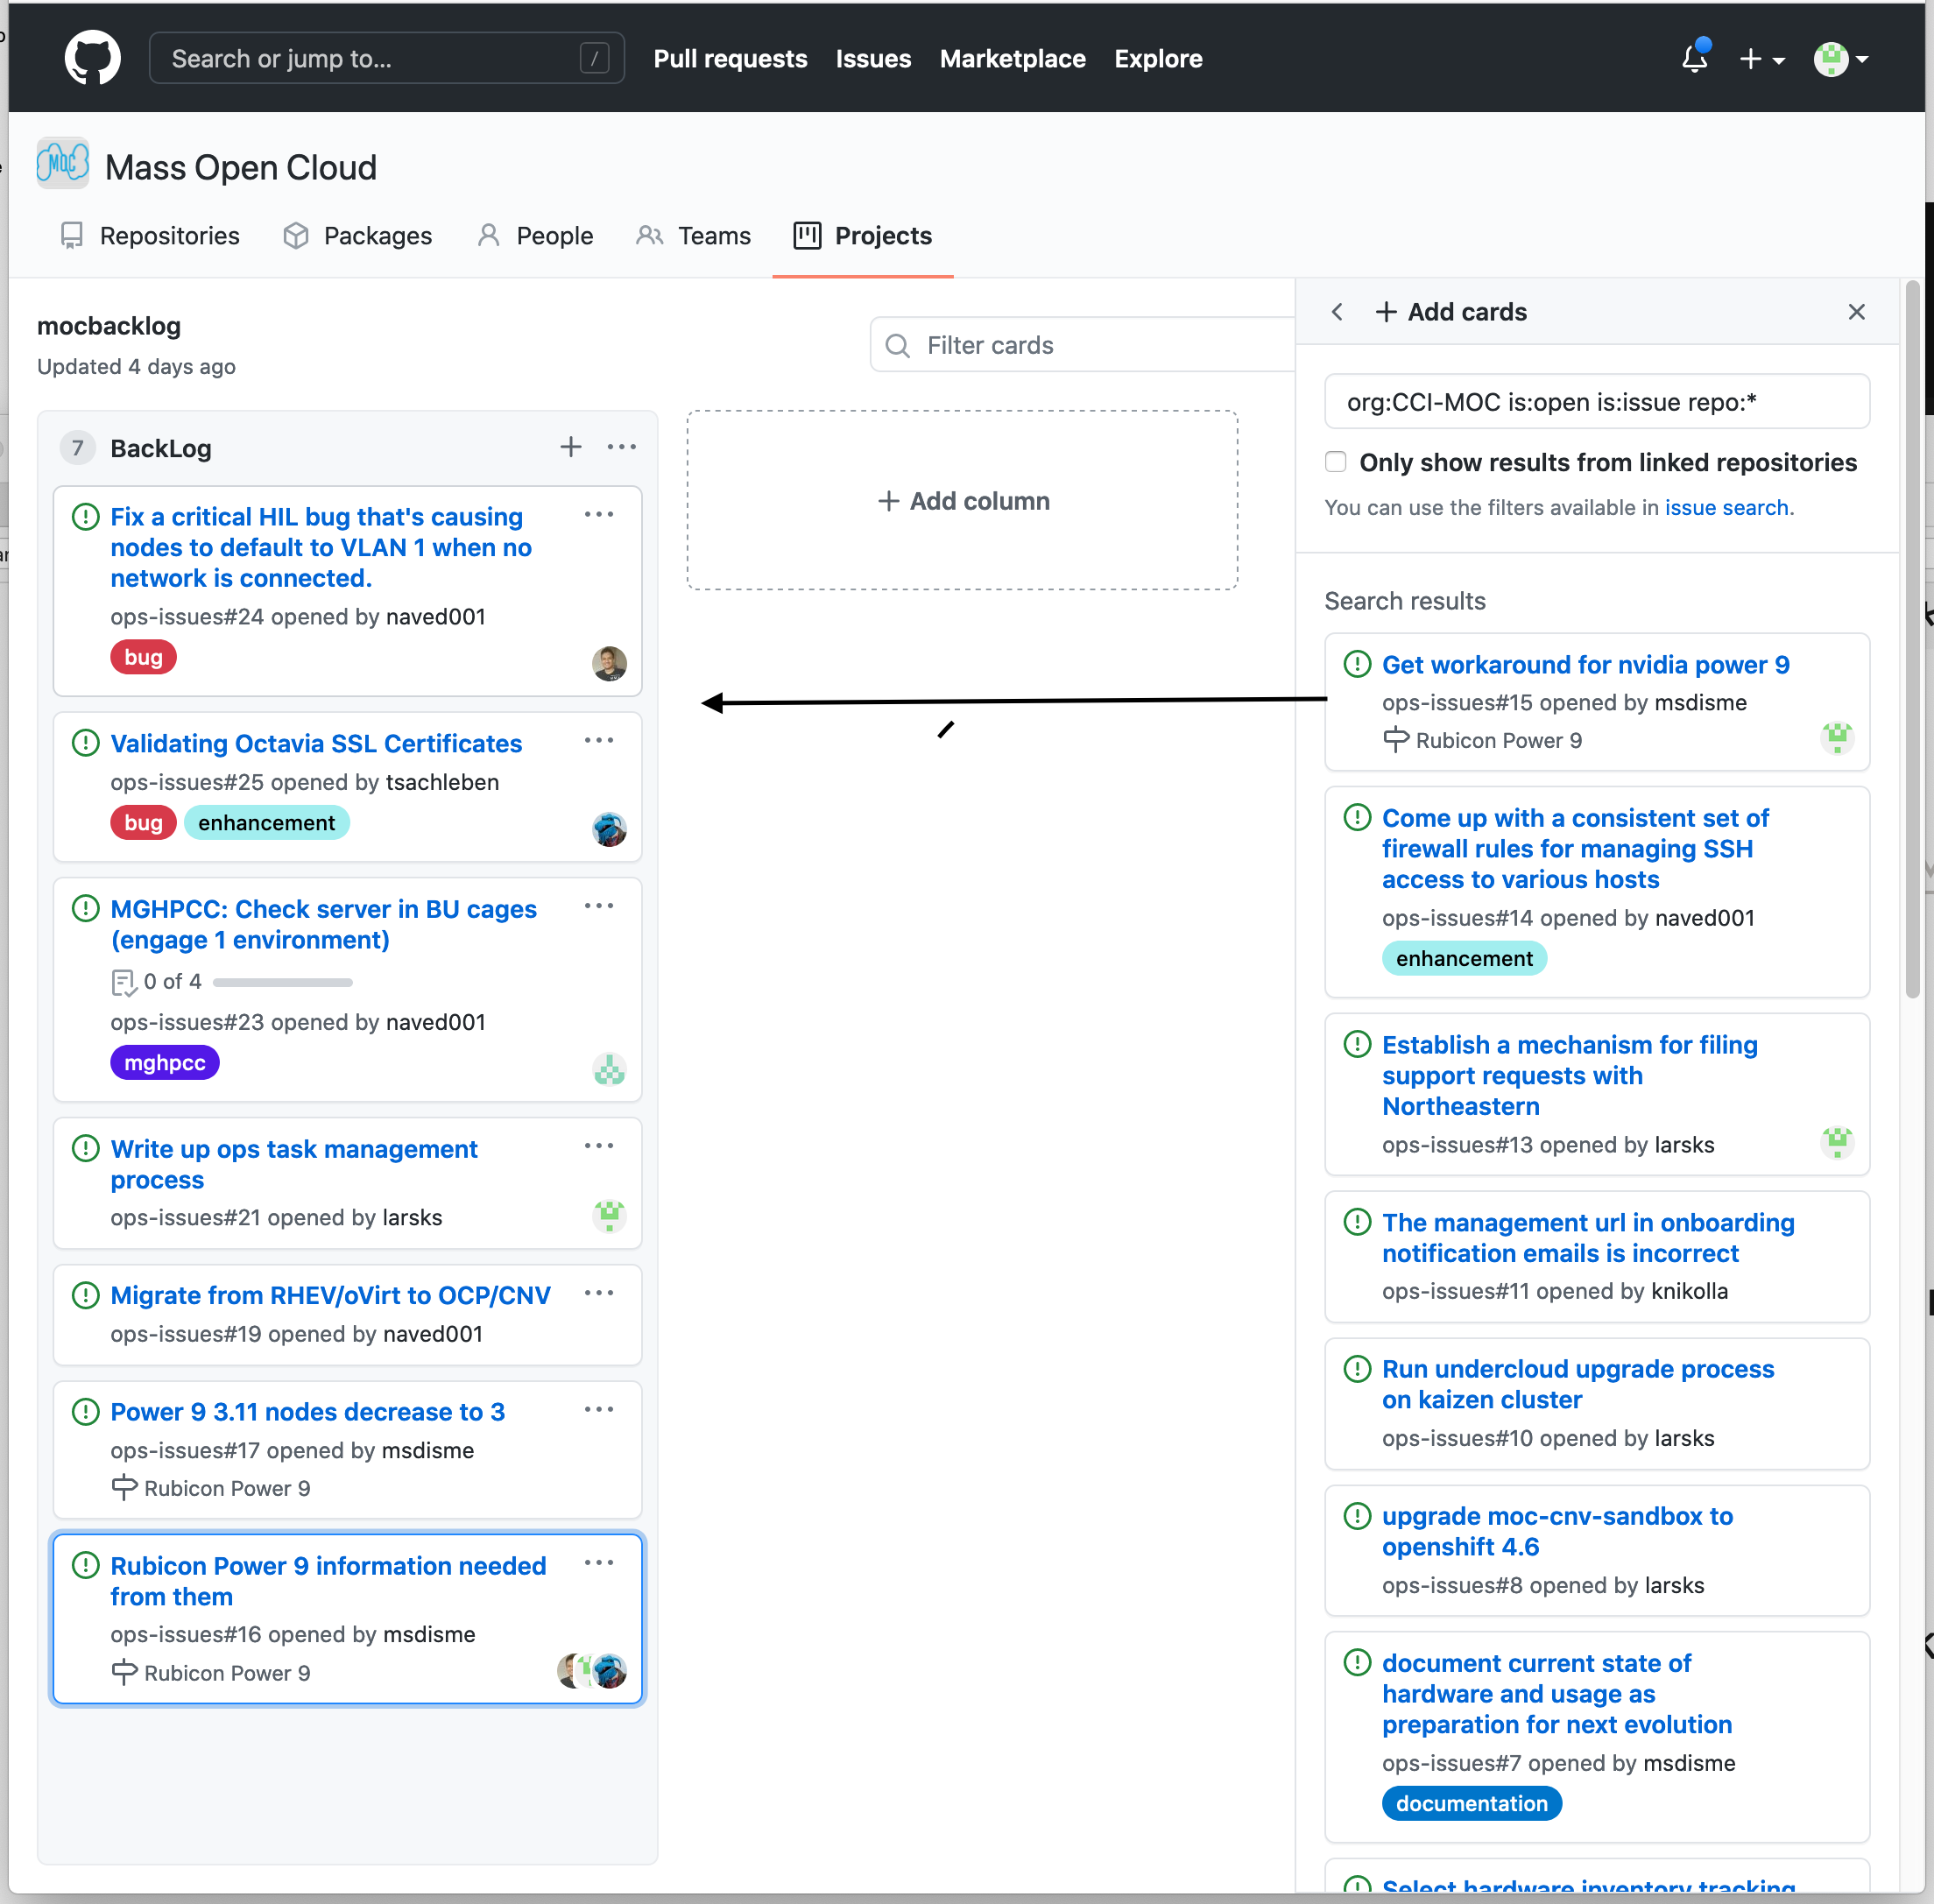 Search or jump to...
/
Pull requests
Issues
Marketplace
Explore
MOC
Mass Open Cloud
Repositories
Packages
People
Teams
Projects
mocbacklog
Updated 4 days ago
Filter cards
7
BackLog
Fix a critical HIL bug that's causing
nodes to default to VLAN 1 when no
network is connected.
ops-issues#24 opened by naved001
bug
Validating Octavia SSL Certificates
ops-issues#25 opened by tsachleben
bug
enhancement
MGHPCC: Check server in BU cages
(engage 1 environment)
0 of 4
ops-issues#23 opened by naved001
mghpcc
Write up ops task management
process
ops-issues#21 opened by larsks
Migrate from RHEV/oVirt to OCP/CNV
ops-issues#19 opened by naved001
Power 9 3.11 nodes decrease to 3
ops-issues#17 opened by msdisme
Rubicon Power 9
Rubicon Power 9 information needed
from them
ops-issues#16 opened by msdisme
Rubicon Power 9
Add column
Add cards
org:CCI-MOC is:open is:issue repo:*
Only show results from linked repositories
You can use the filters available in issue search.
Search results
Get workaround for nvidia power 9
ops-issues#15 opened by msdisme
Rubicon Power 9
Come up with a consistent set of
firewall rules for managing SSH
access to various hosts
ops-issues#14 opened by naved001
enhancement
Establish a mechanism for filing
support requests with
Northeastern
ops-issues#13 opened by larsks
The management url in onboarding
notification emails is incorrect
ops-issues#11 opened by knikolla
Run undercloud upgrade process
on kaizen cluster
ops-issues#10 opened by larsks
upgrade moc-cnv-sandbox to
openshift 4.6
ops-issues#8 opened by larsks
document current state of
hardware and usage as
preparation for next evolution
ops-issues#7 opened by msdisme
documentation
Select hardware inventory tracking